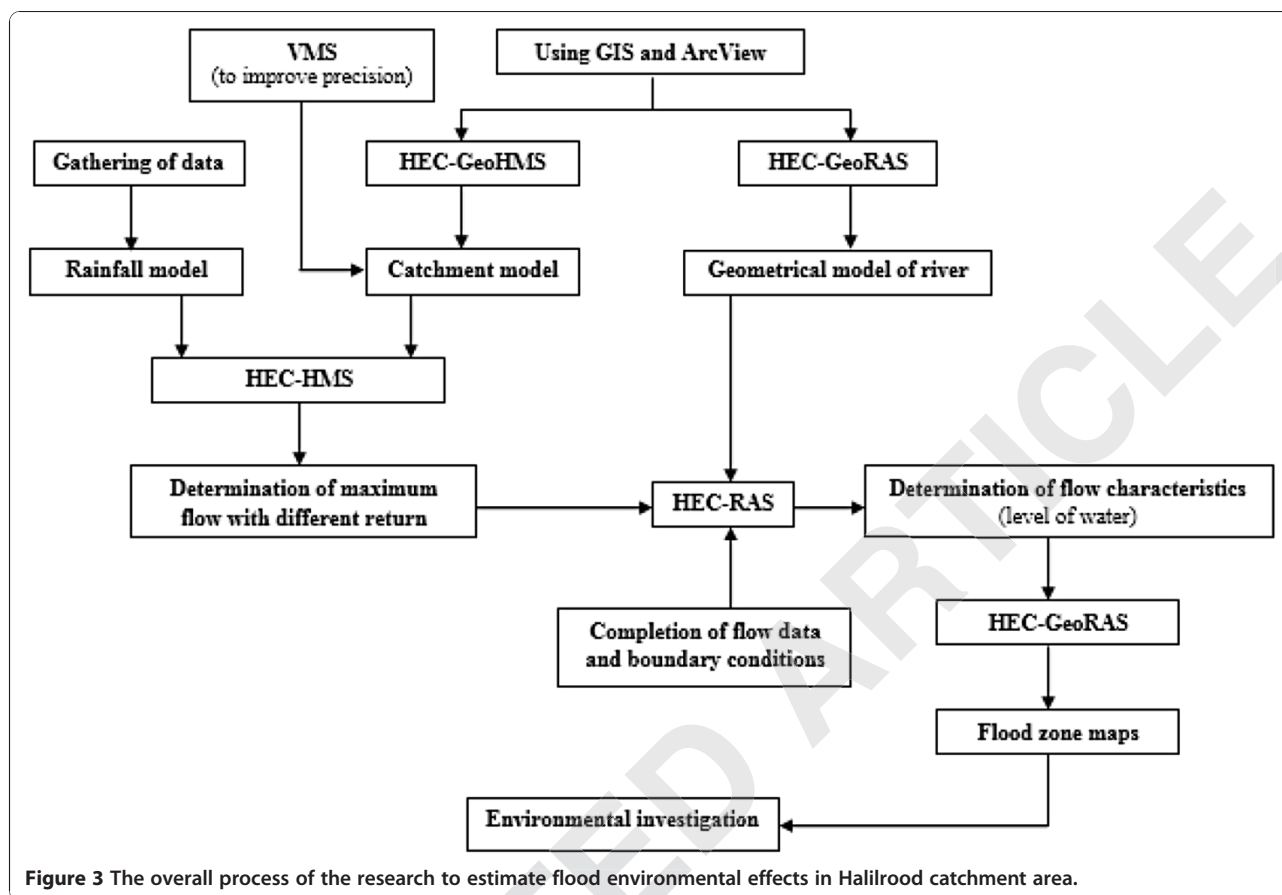 VMS
(to improve precision)
Using GIS and ArcView
Gathering of data
HEC-GeoHMS
HEC-GeoRAS
Rainfall model
Catchment model
Geometrical model of river
HEC-HMS
Determination of maximum
flow with different return
HEC-RAS
Determination of flow characteristics
(level of water)
Completion of flow data
and boundary conditions
HEC-GeoRAS
Flood zone maps
Environmental investigation
TED ARTICLE
Figure 3 The overall process of the research to estimate flood environmental effects in Halilrood catchment area.